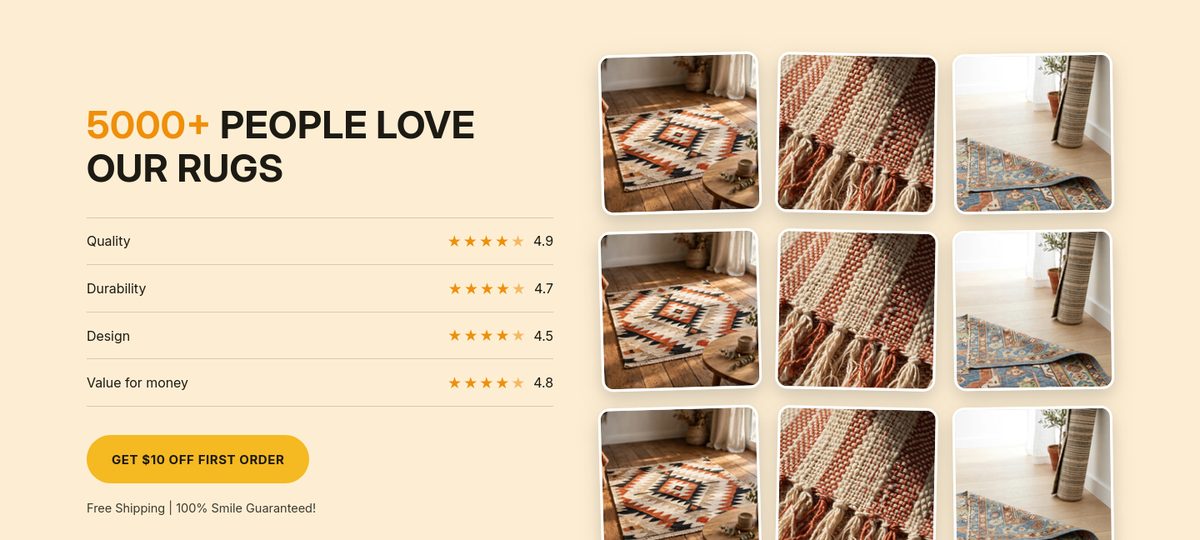 5000+ PEOPLE LOVE
OUR RUGS
Quality ★★★★★ 4.9
Durability ★★★★★ 4.7
Design ★★★★★ 4.5
Value for money ★★★★★ 4.8
GET $10 OFF FIRST ORDER
Free Shipping | 100% Smile Guaranteed!